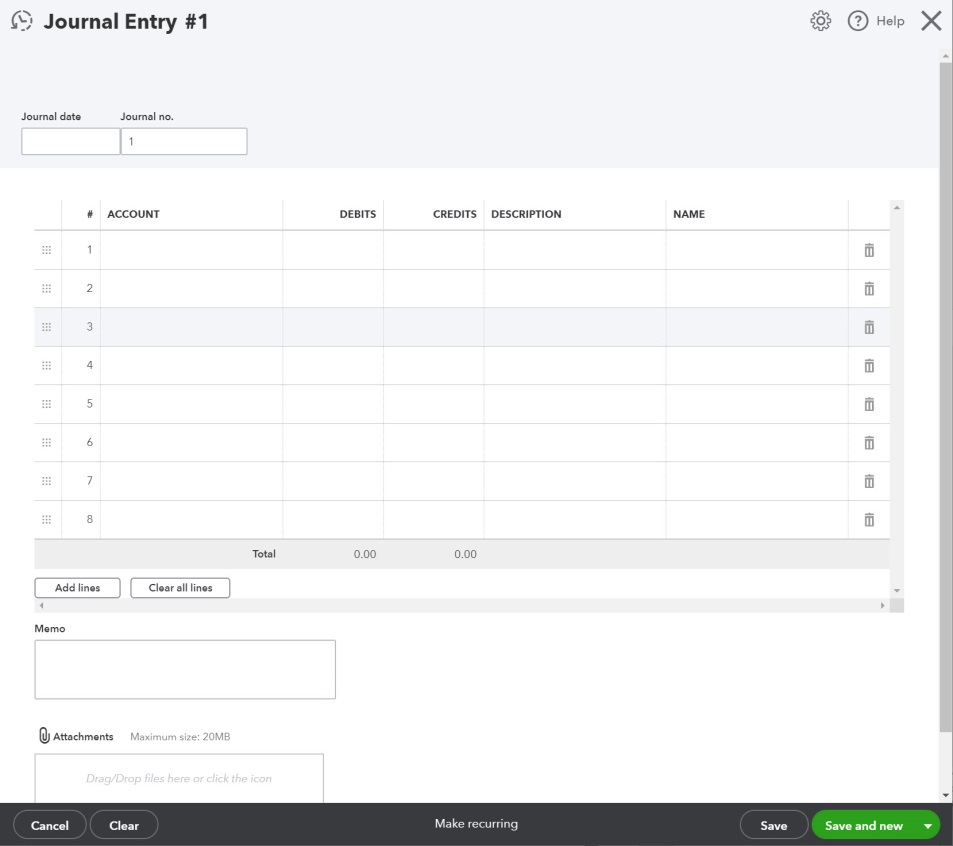 Journal Entry #1
Help
Journal date Journal no.
1
# ACCOUNT DEBITS CREDITS DESCRIPTION NAME
1
2
3
4
5
6
7
8
Total 0.00 0.00
Add lines Clear all lines
Memo
Attachments Maximum size: 20MB
Drag/Drop files here or click the icon
Cancel Clear Make recurring Save Save and new